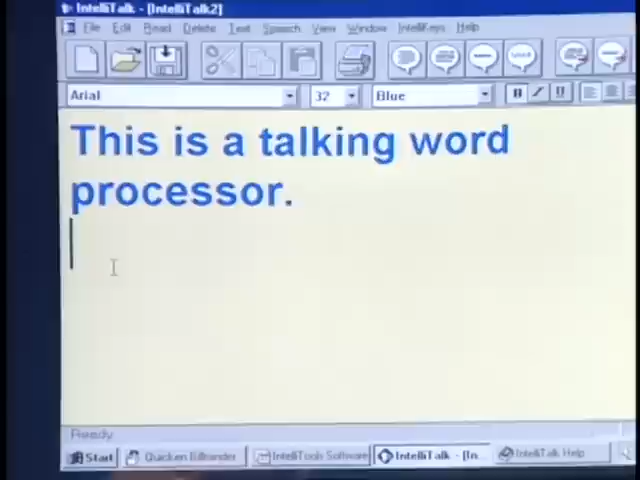 IntelliTalk - [IntelliTalk2]
File Edit Read Delete Text Speech View Window IntelliKeys Help
Arial 32 Blue B I U
This is a talking word
processor.
Ready
Start Quicken Billminder IntelliTools Software IntelliTalk - [In... IntelliTalk Help